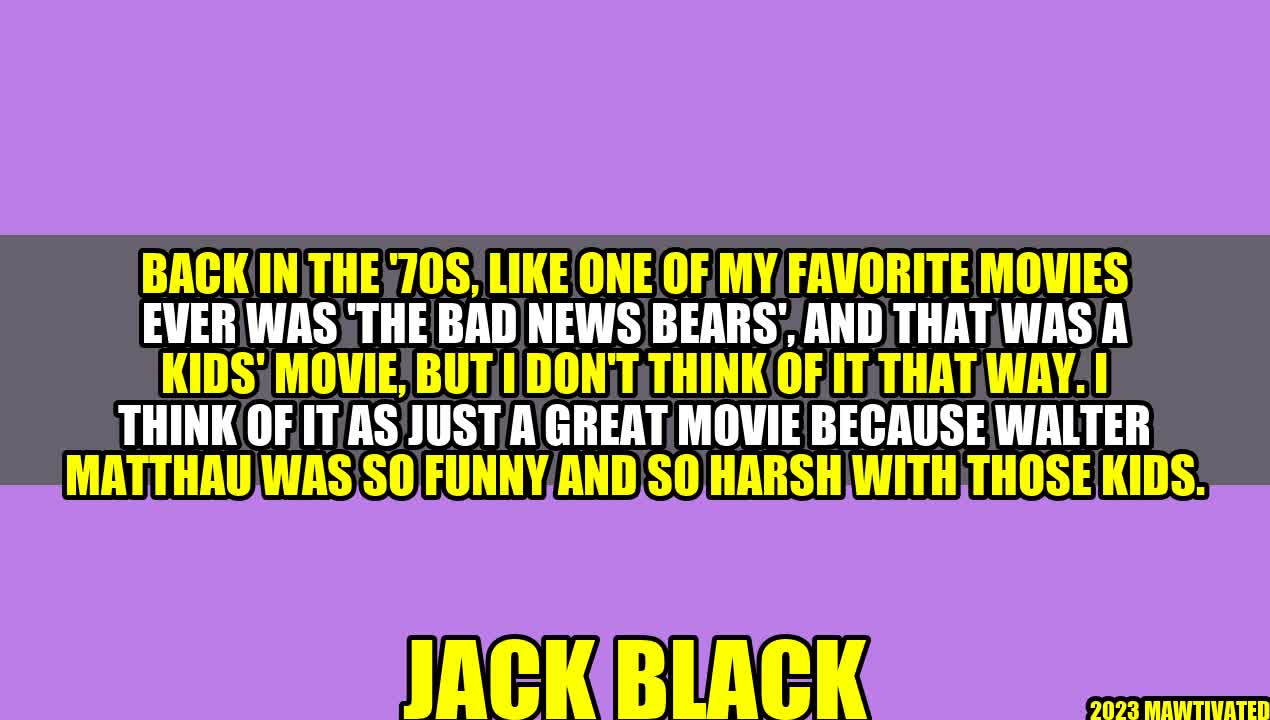 BACK IN THE '70S, LIKE ONE OF MY FAVORITE MOVIES
EVER WAS 'THE BAD NEWS BEARS', AND THAT WAS A
KIDS' MOVIE, BUT I DON'T THINK OF IT THAT WAY. I
THINK OF IT AS JUST A GREAT MOVIE BECAUSE WALTER
MATTHAU WAS SO FUNNY AND SO HARSH WITH THOSE KIDS.
JACK BLACK
2023 MAWTIVATED